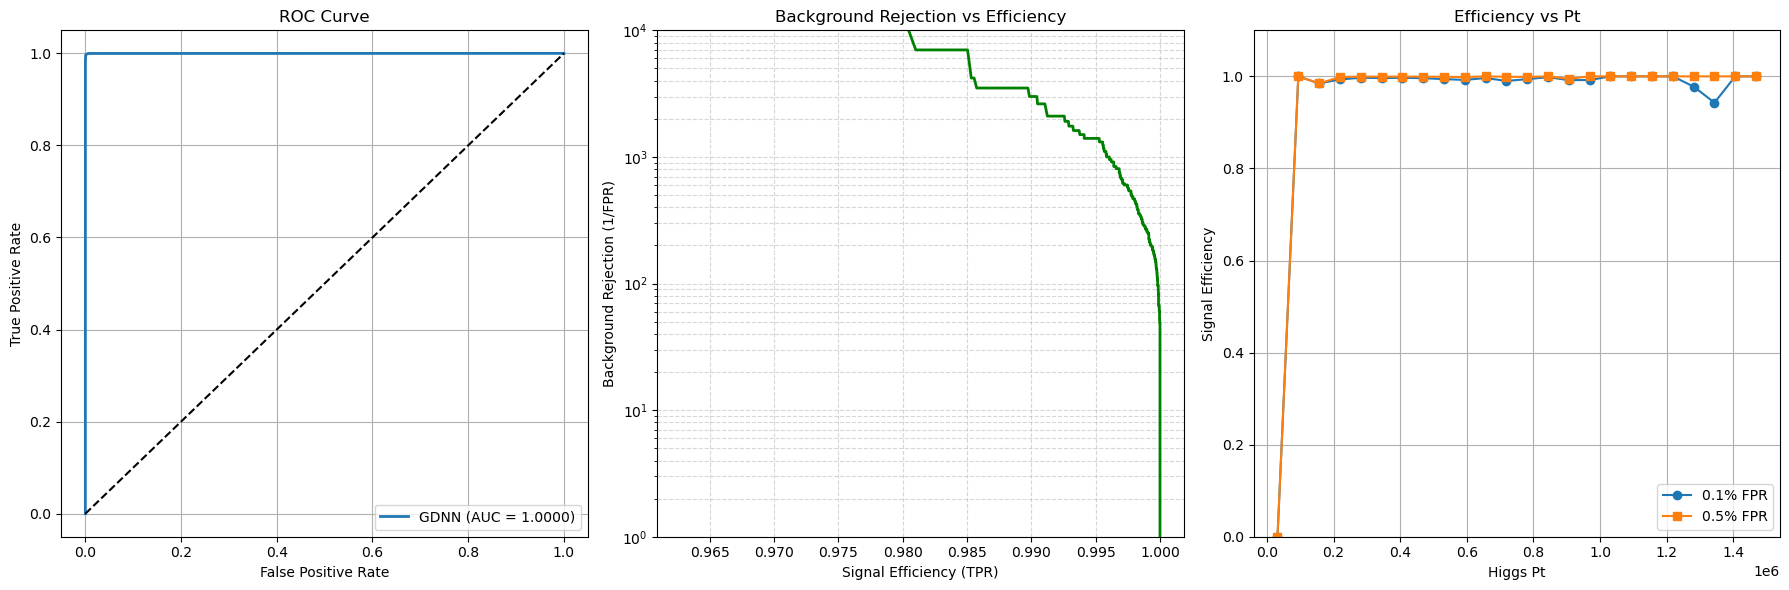 ROC Curve
True Positive Rate
1.0
0.8
0.6
0.4
0.2
0.0
0.0 0.2 0.4 0.6 0.8 1.0
False Positive Rate
GDNN (AUC = 1.0000)
Background Rejection vs Efficiency
Background Rejection (1/FPR)
10^4
10^3
10^2
10^1
10^0
0.965 0.970 0.975 0.980 0.985 0.990 0.995 1.000
Signal Efficiency (TPR)
Efficiency vs Pt
Signal Efficiency
1.0
0.8
0.6
0.4
0.2
0.0
0.0 0.2 0.4 0.6 0.8 1.0 1.2 1.4
1e6
Higgs Pt
0.1% FPR
0.5% FPR